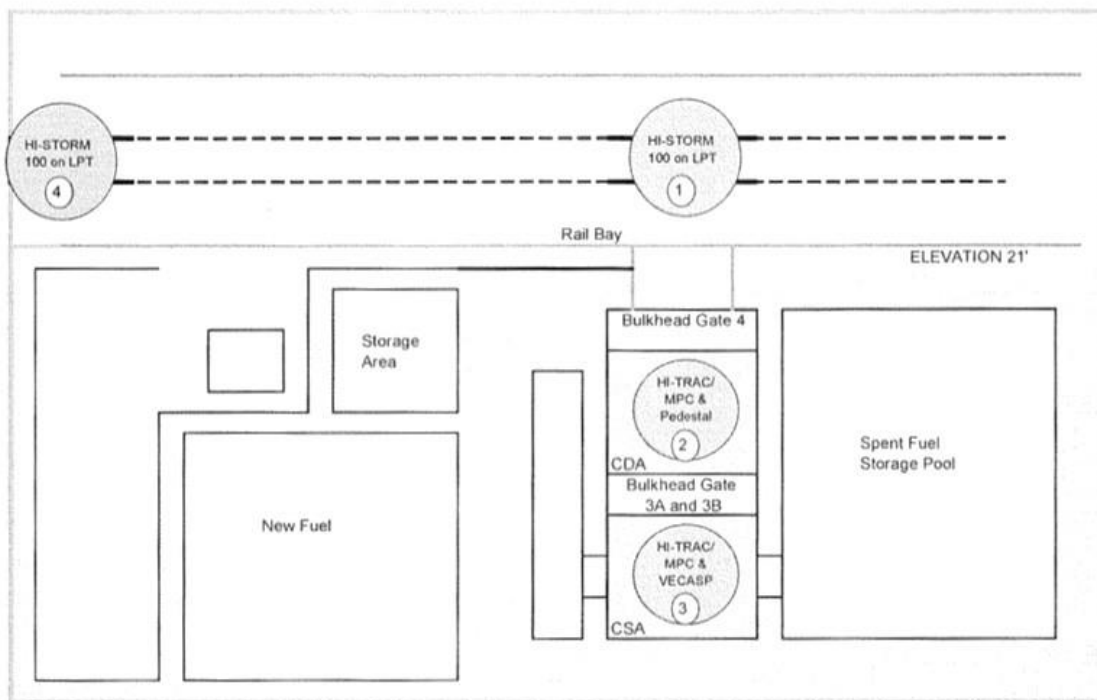 HI-STORM
100 on LPT
4
HI-STORM
100 on LPT
1
Rail Bay
ELEVATION 21'
Storage
Area
Bulkhead Gate 4
HI-TRAC/
MPC &
Pedestal
2
CDA
Spent Fuel
Storage Pool
Bulkhead Gate
3A and 3B
New Fuel
HI-TRAC/
MPC &
VECASP
3
CSA